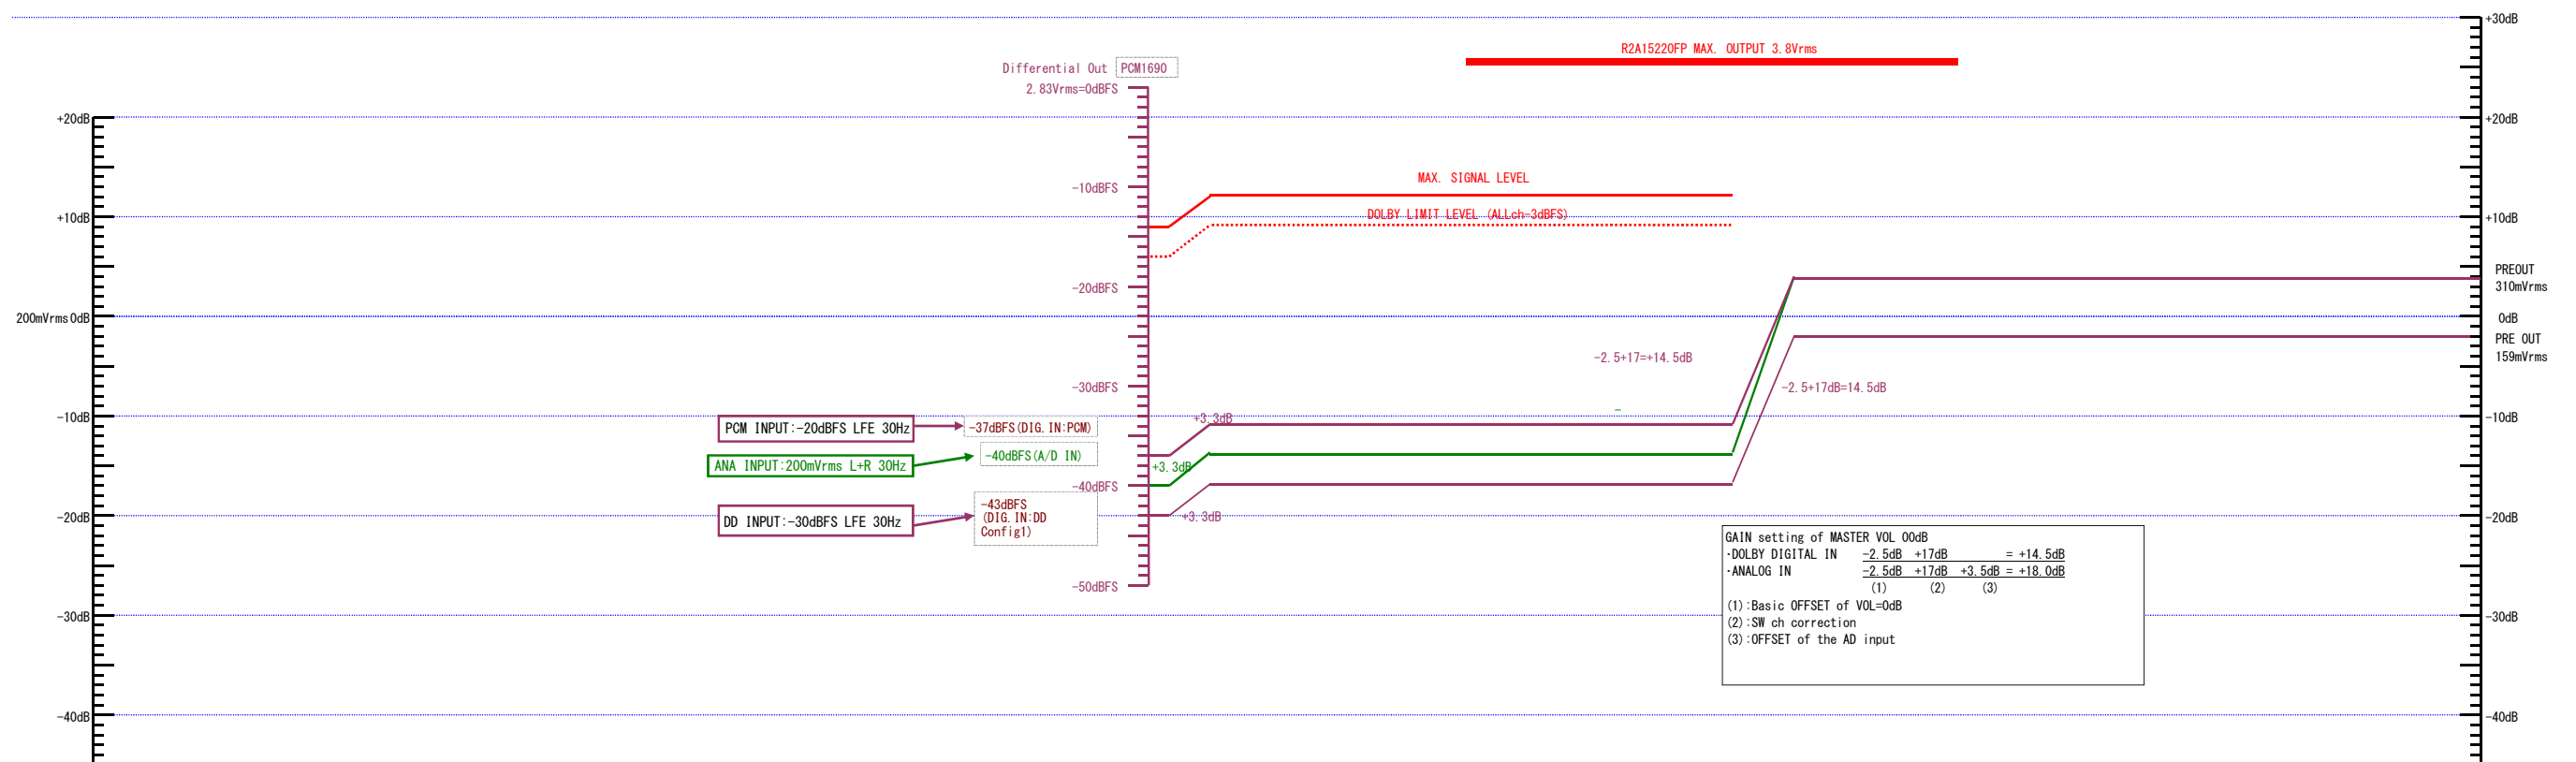 +30dB
R2A15220FP MAX. OUTPUT 3.8Vrms
Differential Out PCM1690
2.83Vrms=0dBFS
+20dB
+20dB
MAX. SIGNAL LEVEL
-10dBFS
DOLBY LIMIT LEVEL (ALLch-3dBFS)
+10dB
+10dB
PREOUT
310mVrms
-20dBFS
200mVrms 0dB
0dB
PRE OUT
159mVrms
-2.5+17=+14.5dB
-30dBFS
-2.5+17dB=14.5dB
-10dB
+3.3dB
-10dB
PCM INPUT:-20dBFS LFE 30Hz
-37dBFS(DIG.IN:PCM)
-40dBFS(A/D IN)
ANA INPUT:200mVrms L+R 30Hz
+3.3dB
-40dBFS
-43dBFS
(DIG.IN:DD
Config1)
-20dB
DD INPUT:-30dBFS LFE 30Hz
+3.3dB
-20dB
GAIN setting of MASTER VOL 00dB
・DOLBY DIGITAL IN -2.5dB +17dB = +14.5dB
・ANALOG IN -2.5dB +17dB +3.5dB = +18.0dB
(1) (2) (3)
(1):Basic OFFSET of VOL=0dB
(2):SW ch correction
(3):OFFSET of the AD input
-50dBFS
-30dB
-30dB
-40dB
-40dB